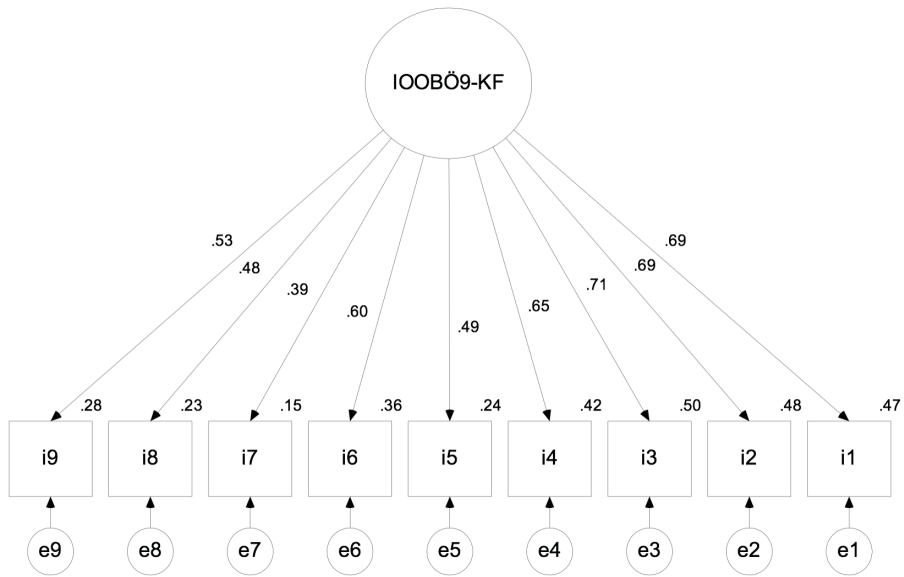 IOOBÖ9-KF
.53
.69
.48
.69
.39
.71
.60
.65
.49
.28 .23 .15 .36 .24 .42 .50 .48 .47
i9 i8 i7 i6 i5 i4 i3 i2 i1
e9 e8 e7 e6 e5 e4 e3 e2 e1